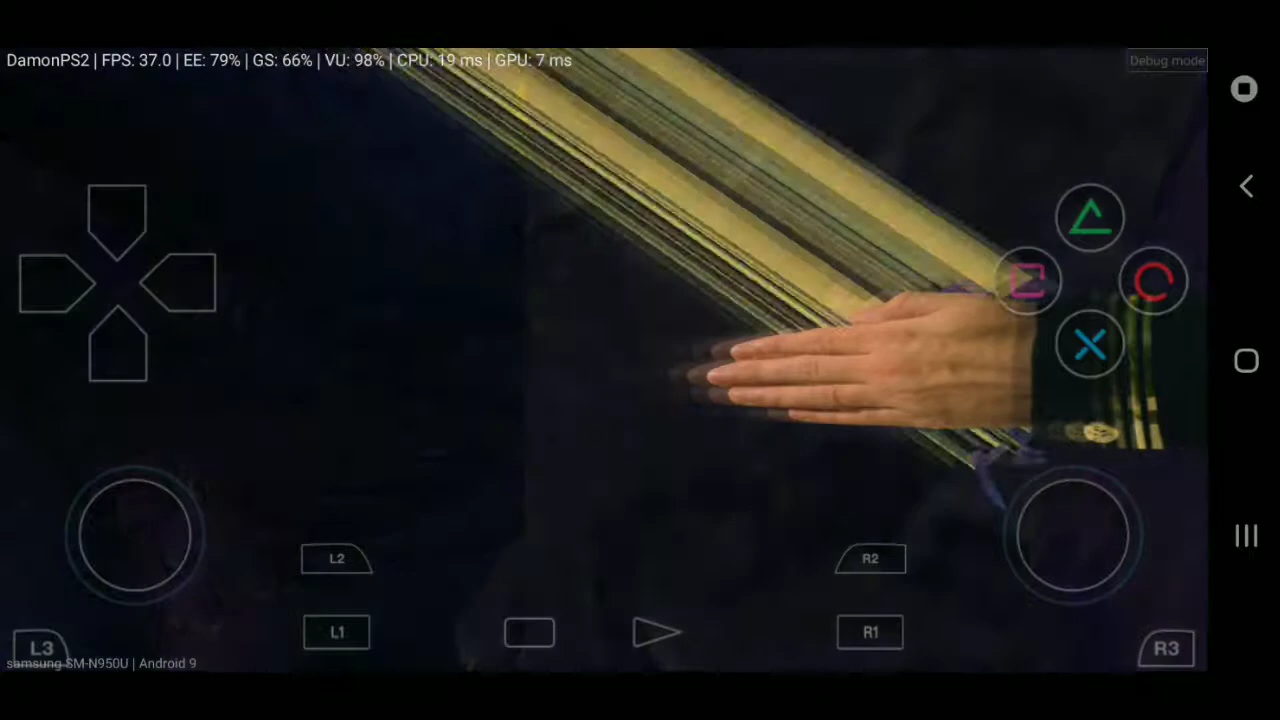 DamonPS2 | FPS: 37.0 | EE: 79% | GS: 66% | VU: 98% | CPU: 19 ms | GPU: 7 ms
Debug mode
L2
R2
L1
R1
L3
R3
samsung SM-N950U | Android 9